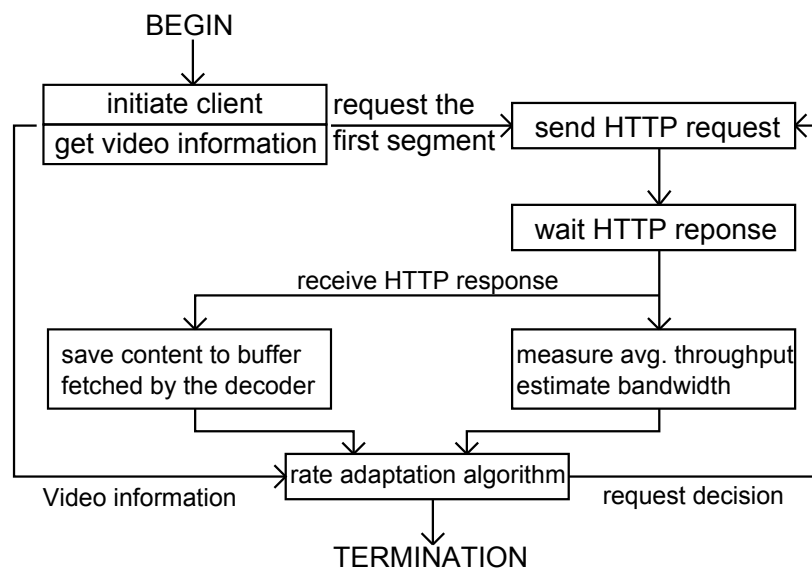 BEGIN
initiate client
get video information
request the
first segment
send HTTP request
wait HTTP reponse
receive HTTP response
save content to buffer
fetched by the decoder
measure avg. throughput
estimate bandwidth
rate adaptation algorithm
Video information
request decision
TERMINATION